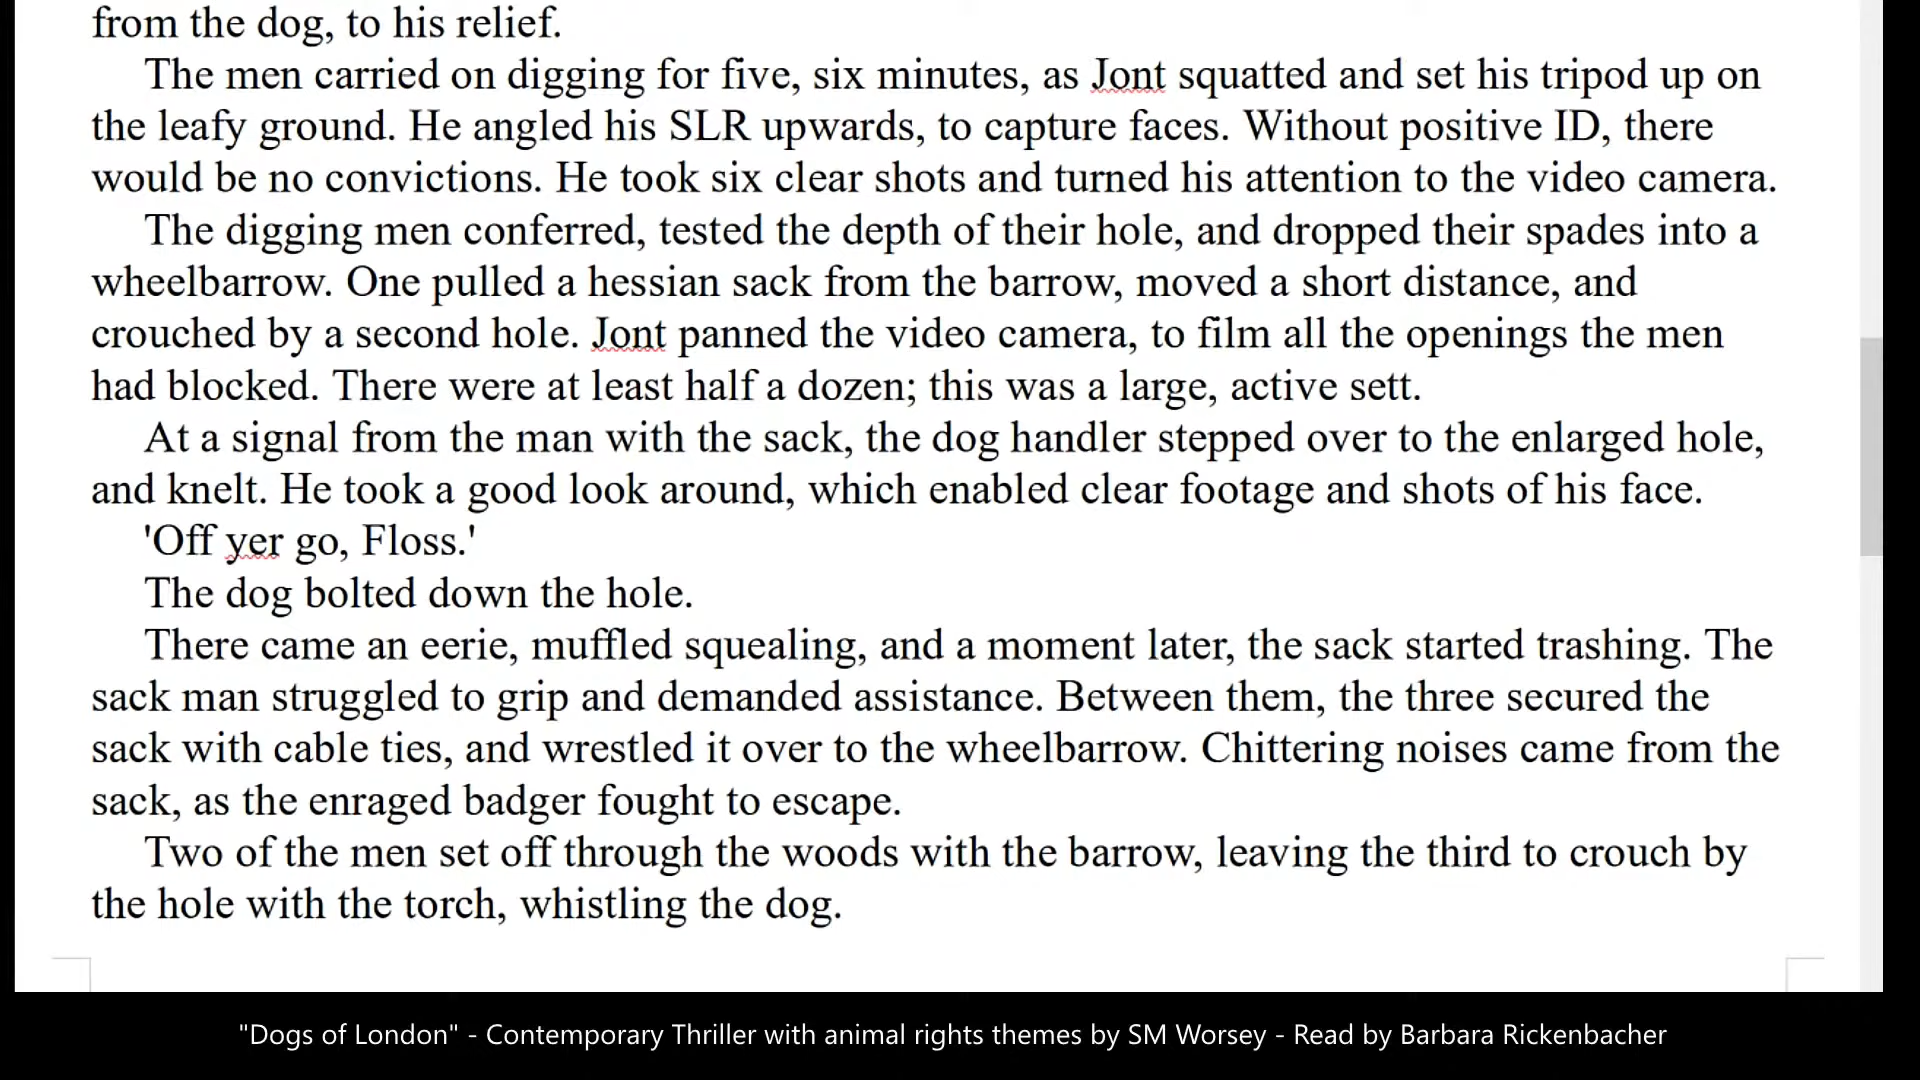 from the dog, to his relief.
The men carried on digging for five, six minutes, as Jont squatted and set his tripod up on
the leafy ground. He angled his SLR upwards, to capture faces. Without positive ID, there
would be no convictions. He took six clear shots and turned his attention to the video camera.
The digging men conferred, tested the depth of their hole, and dropped their spades into a
wheelbarrow. One pulled a hessian sack from the barrow, moved a short distance, and
crouched by a second hole. Jont panned the video camera, to film all the openings the men
had blocked. There were at least half a dozen; this was a large, active sett.
At a signal from the man with the sack, the dog handler stepped over to the enlarged hole,
and knelt. He took a good look around, which enabled clear footage and shots of his face.
'Off yer go, Floss.'
The dog bolted down the hole.
There came an eerie, muffled squealing, and a moment later, the sack started trashing. The
sack man struggled to grip and demanded assistance. Between them, the three secured the
sack with cable ties, and wrestled it over to the wheelbarrow. Chittering noises came from the
sack, as the enraged badger fought to escape.
Two of the men set off through the woods with the barrow, leaving the third to crouch by
the hole with the torch, whistling the dog.
"Dogs of London" - Contemporary Thriller with animal rights themes by SM Worsey - Read by Barbara Rickenbacher